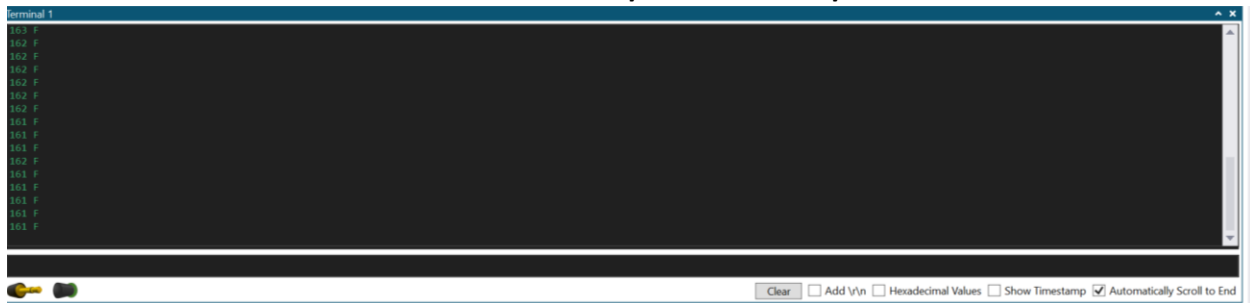 Terminal 1
163 F
162 F
162 F
162 F
162 F
162 F
162 F
161 F
161 F
161 F
162 F
161 F
161 F
161 F
161 F
161 F
Clear Add \r\n Hexadecimal Values Show Timestamp Automatically Scroll to End